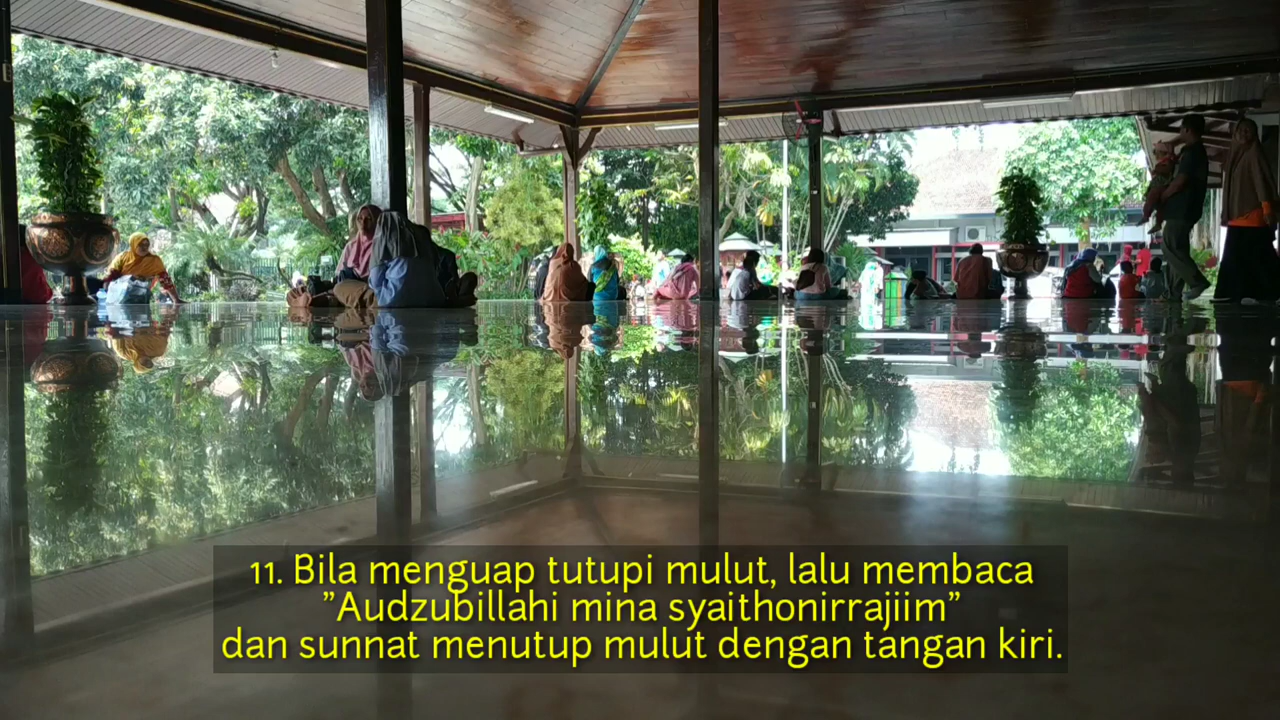 11. Bila menguap tutupi mulut, lalu membaca
"Audzubillahi mina syaithonirrajiim"
dan sunnat menutup mulut dengan tangan kiri.